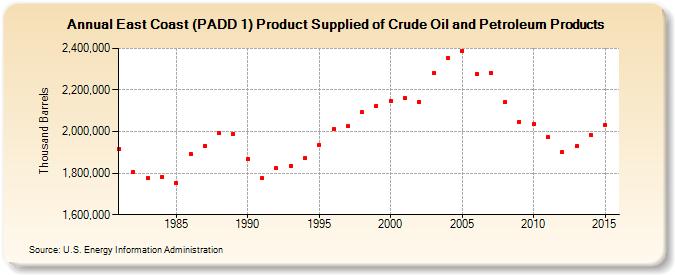 Annual East Coast (PADD 1) Product Supplied of Crude Oil and Petroleum Products
Thousand Barrels
2,400,000
2,200,000
2,000,000
1,800,000
1,600,000
1985 1990 1995 2000 2005 2010 2015
Source: U.S. Energy Information Administration